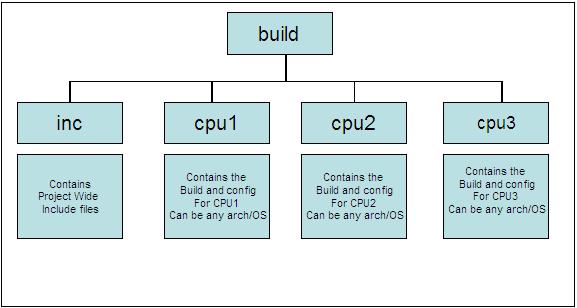 build
inc
cpu1
cpu2
cpu3
Contains
Project Wide
Include files
Contains the
Build and config
For CPU1
Can be any arch/OS
Contains the
Build and config
For CPU2
Can be any arch/OS
Contains the
Build and config
For CPU3
Can be any arch/OS